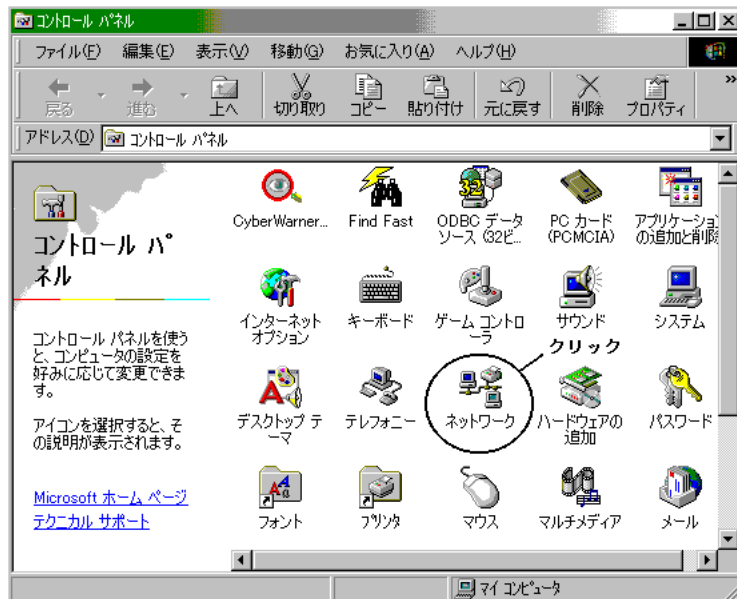 コントロール パネル
ファイル(F) 編集(E) 表示(V) 移動(G) お気に入り(A) ヘルプ(H)
戻る 進む 上へ 切り取り コピー 貼り付け 元に戻す 削除 プロパティ »
アドレス(D) コントロール パネル
コントロール パ
ネル
コントロール パネルを使う
と、コンピュータの設定を
好みに応じて変更できま
す。
アイコンを選択すると、そ
の説明が表示されます。
Microsoft ホーム ページ
テクニカル サポート
CyberWarner...
Find Fast
ODBC データ
ソース (32ビ...
PC カード
(PCMCIA)
アプリケーション
の追加と削除
インターネット
オプション
キーボード
ゲーム コントロ
ーラ
サウンド
システム
クリック
デスクトップ テ
ーマ
テレフォニー
ネットワーク
ハードウェアの
追加
パスワード
フォント
プリンタ
マウス
マルチメディア
メール
マイ コンピュータ